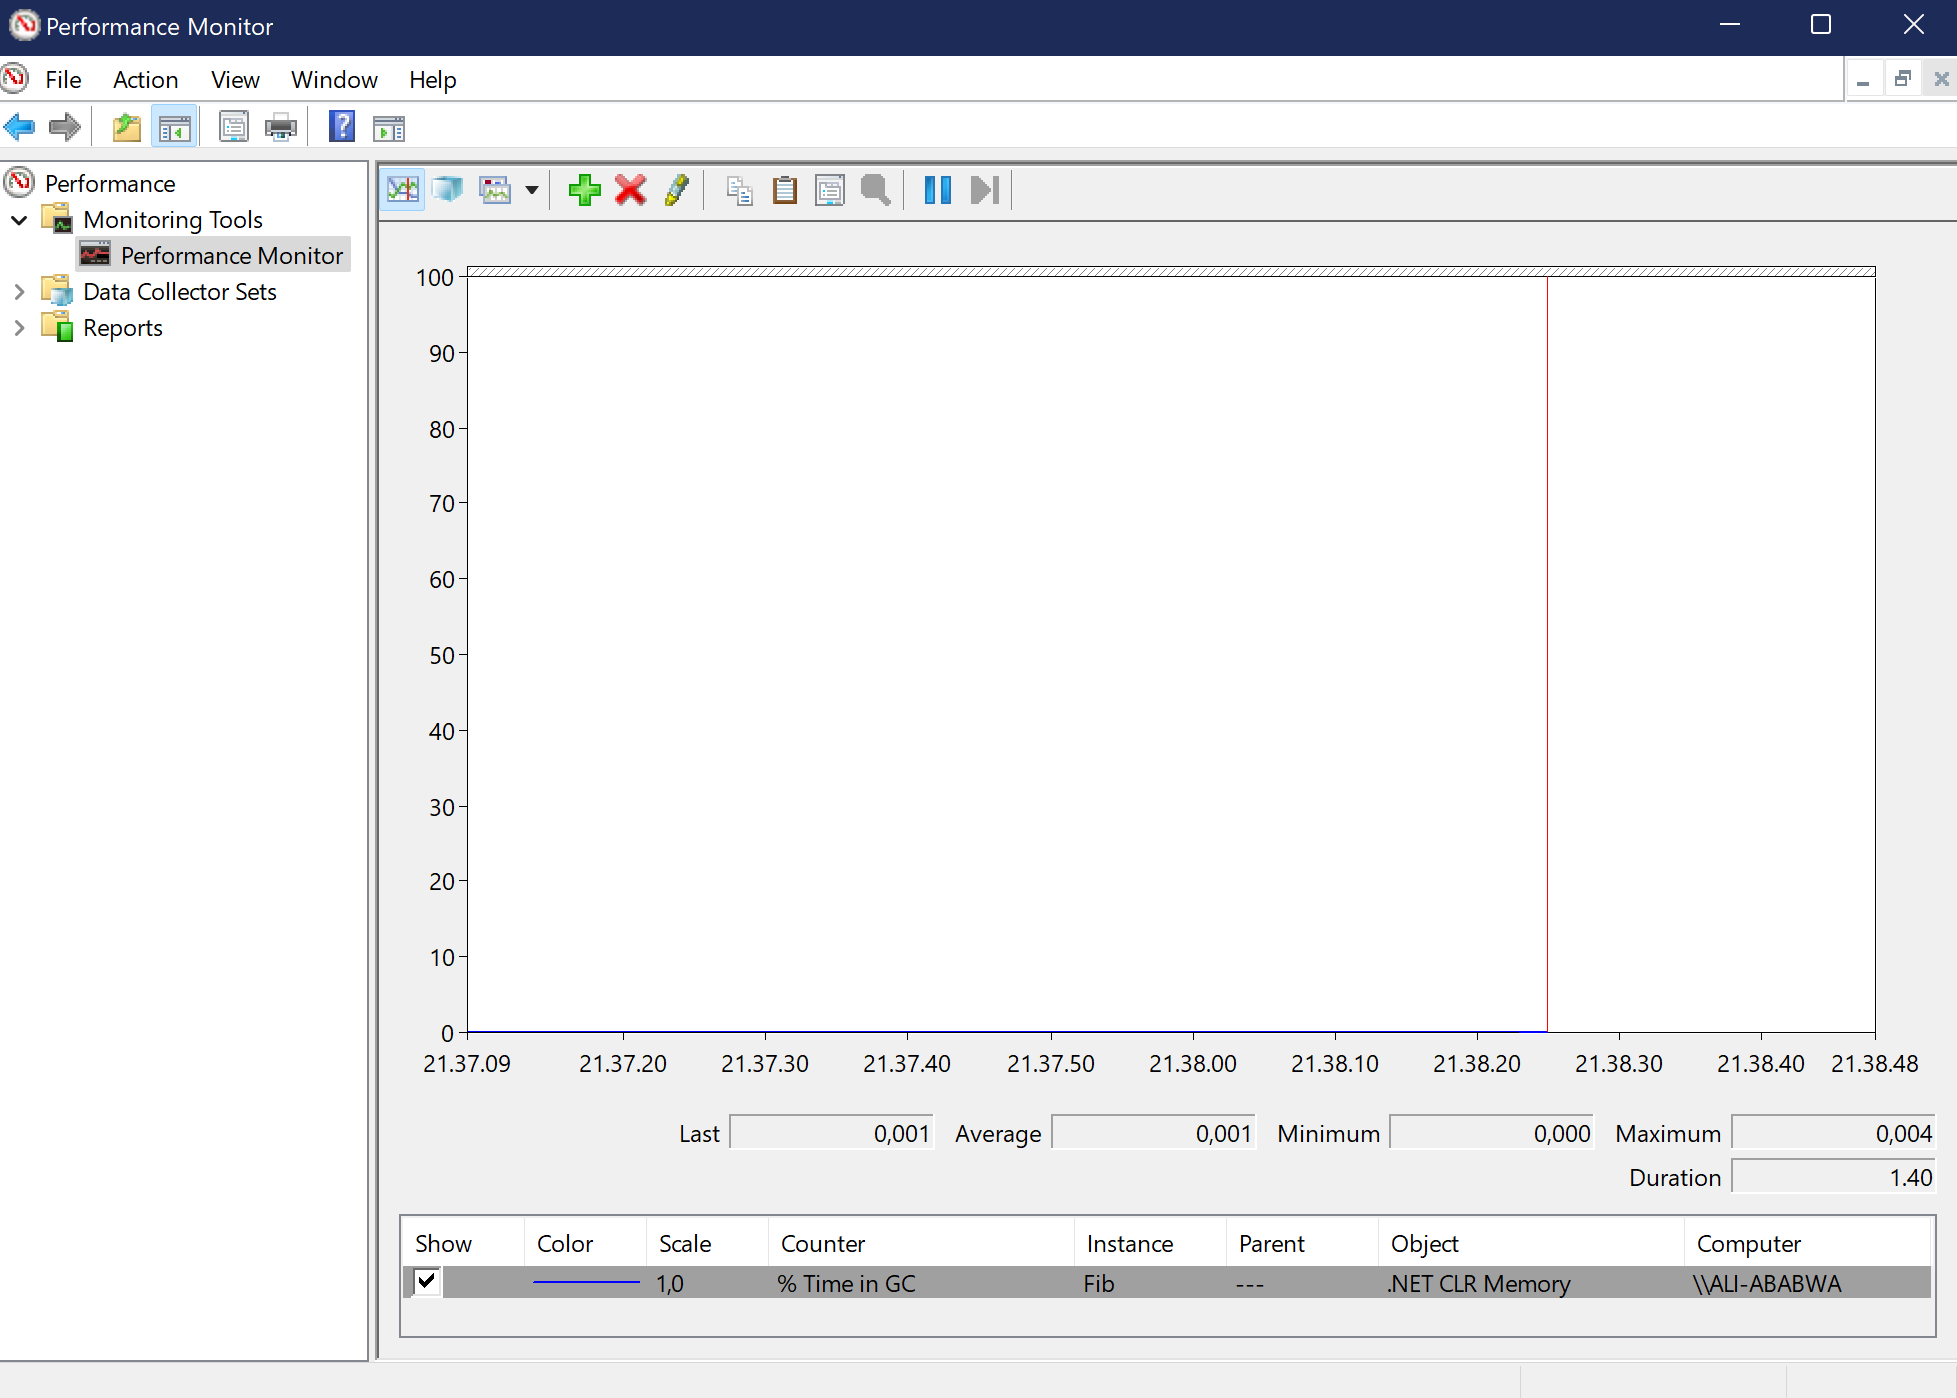 Performance Monitor
File Action View Window Help
Performance
Monitoring Tools
Performance Monitor
Data Collector Sets
Reports
100
90
80
70
60
50
40
30
20
10
0
21.37.09 21.37.20 21.37.30 21.37.40 21.37.50 21.38.00 21.38.10 21.38.20 21.38.30 21.38.40 21.38.48
Last 0,001 Average 0,001 Minimum 0,000 Maximum 0,004
Duration 1.40
Show Color Scale Counter Instance Parent Object Computer
1,0 % Time in GC Fib --- .NET CLR Memory \\ALI-ABABWA